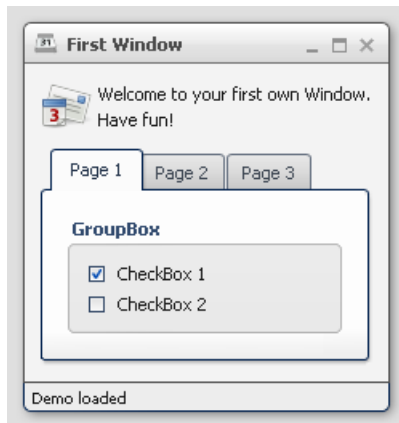 First Window
Welcome to your first own Window.
Have fun!
Page 1 Page 2 Page 3
GroupBox
CheckBox 1
CheckBox 2
Demo loaded